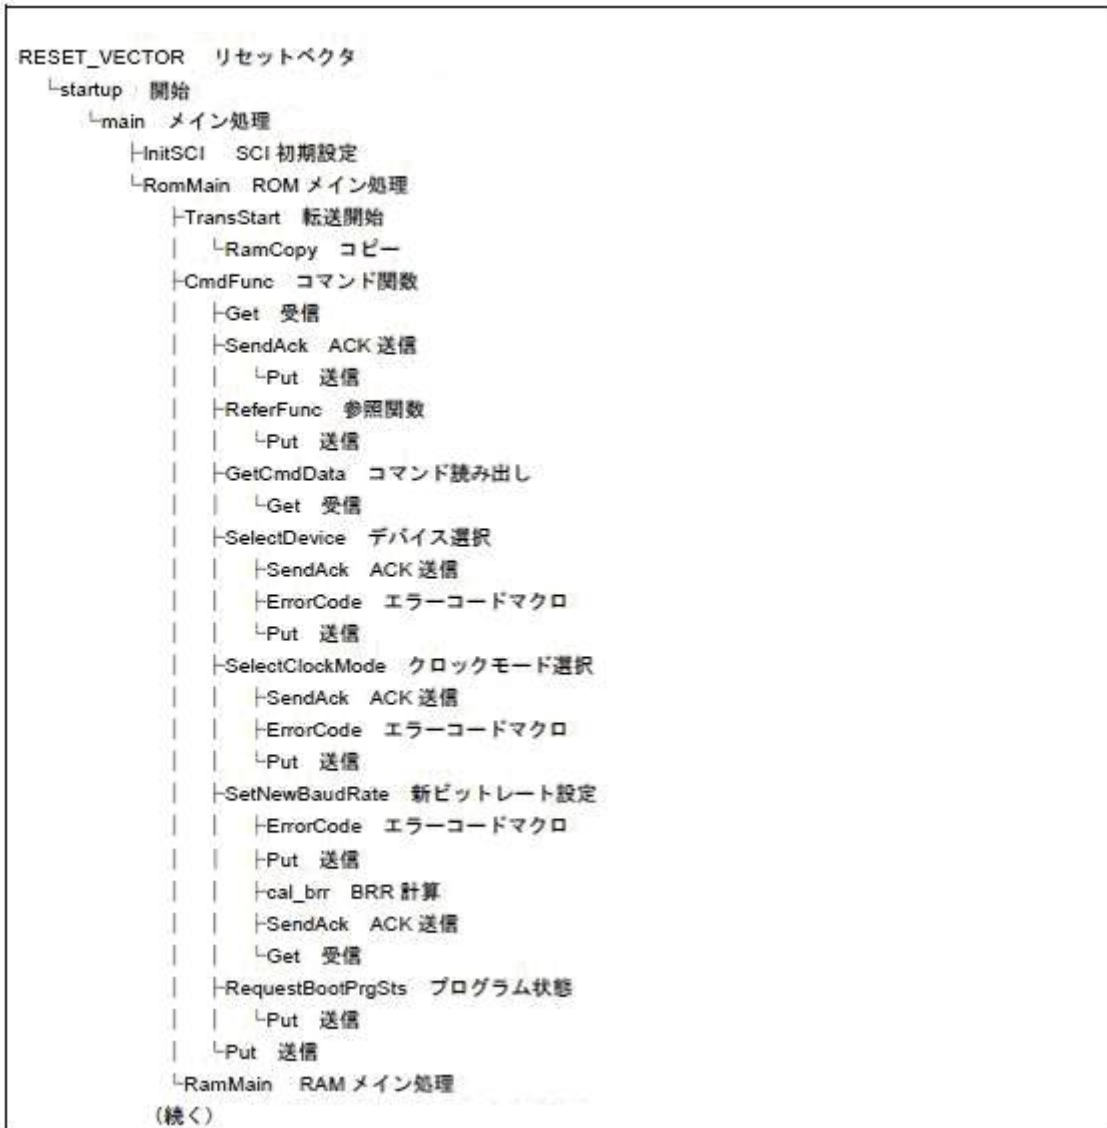 RESET_VECTOR リセットベクタ
└startup 開始
└main メイン処理
├InitSCI SCI 初期設定
└RomMain ROM メイン処理
├TransStart 転送開始
│ └RamCopy コピー
├CmdFunc コマンド関数
│ ├Get 受信
│ ├SendAck ACK 送信
│ │ └Put 送信
│ ├ReferFunc 参照関数
│ │ └Put 送信
│ ├GetCmdData コマンド読み出し
│ │ └Get 受信
│ ├SelectDevice デバイス選択
│ │ ├SendAck ACK 送信
│ │ ├ErrorCode エラーコードマクロ
│ │ └Put 送信
│ ├SelectClockMode クロックモード選択
│ │ ├SendAck ACK 送信
│ │ ├ErrorCode エラーコードマクロ
│ │ └Put 送信
│ ├SetNewBaudRate 新ビットレート設定
│ │ ├ErrorCode エラーコードマクロ
│ │ ├Put 送信
│ │ ├cal_brr BRR 計算
│ │ ├SendAck ACK 送信
│ │ └Get 受信
│ ├RequestBootPrgSts プログラム状態
│ │ └Put 送信
│ └Put 送信
└RamMain RAM メイン処理
（続く）